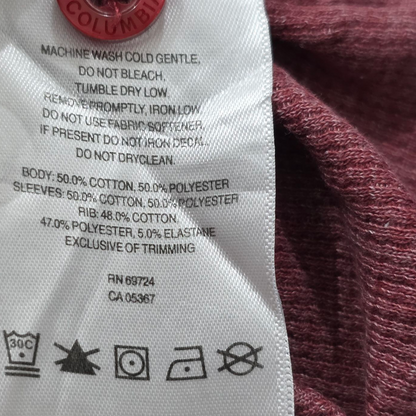 COLUMBIA
MACHINE WASH COLD GENTLE,
DO NOT BLEACH,
TUMBLE DRY LOW,
REMOVE PROMPTLY, IRON LOW
DO NOT USE FABRIC SOFTENER.
IF PRESENT DO NOT IRON DECAL.
DO NOT DRYCLEAN.
BODY: 50.0% COTTON, 50.0% POLYESTER
SLEEVES: 50.0% COTTON, 50.0% POLYESTER
RIB: 48.0% COTTON
47.0% POLYESTER, 5.0% ELASTANE
EXCLUSIVE OF TRIMMING
RN 69724
CA 05367
30C